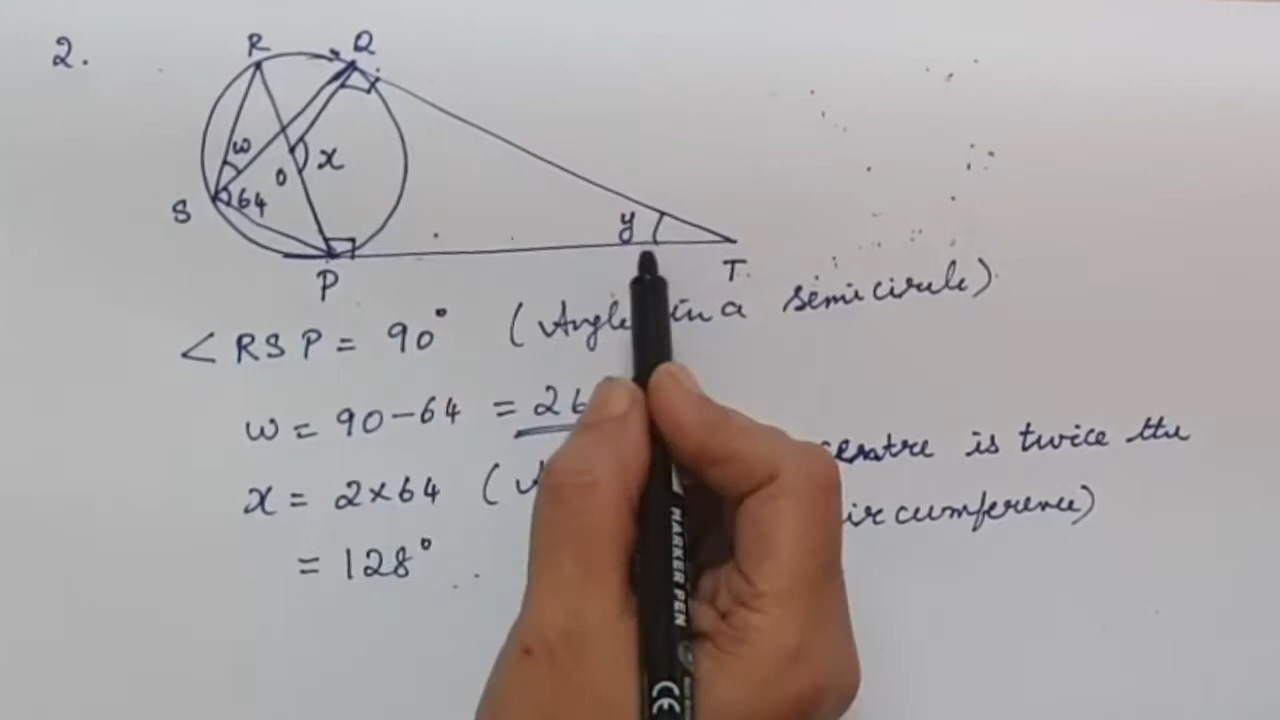 2.
R Q
w x
O
S 64
y
P T.
<RSP = 90° (Angle in a semicircle)
w = 90-64 = 26
x = 2×64 ( centre is twice the
= 128° circumference)
MARKER PEN
CE